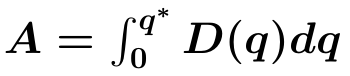 A = ∫₀^{q*} D(q)dq